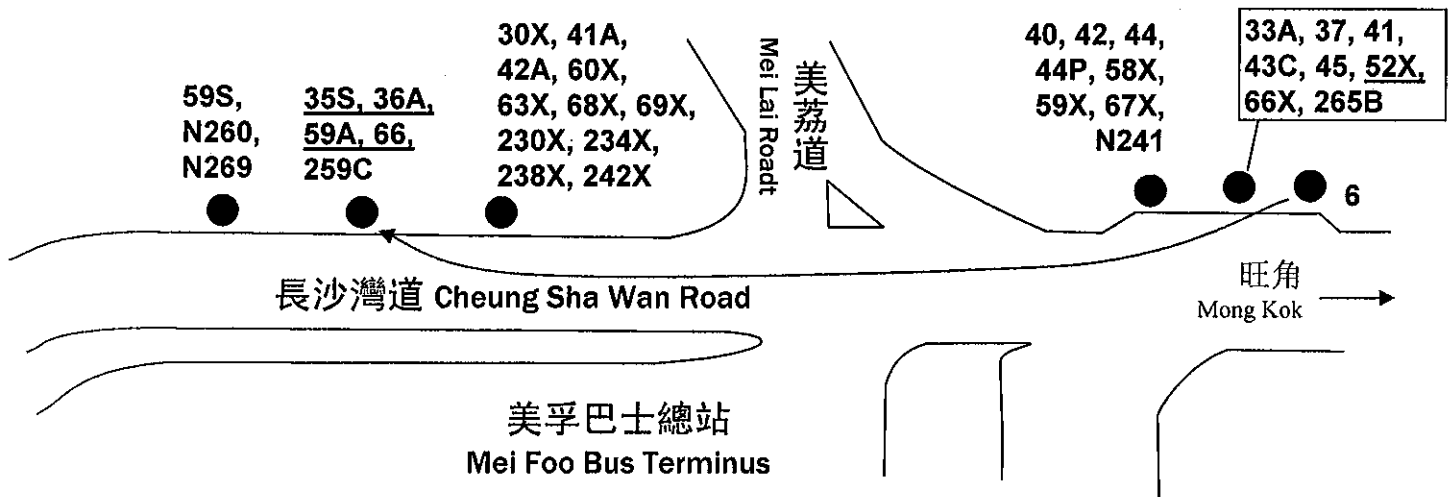 59S,
N260,
N269
35S, 36A,
59A, 66,
259C
30X, 41A,
42A, 60X,
63X, 68X, 69X,
230X, 234X,
238X, 242X
美荔道
Mei Lai Roadt
40, 42, 44,
44P, 58X,
59X, 67X,
N241
33A, 37, 41,
43C, 45, 52X,
66X, 265B
6
長沙灣道 Cheung Sha Wan Road
旺角
Mong Kok
美孚巴士總站
Mei Foo Bus Terminus